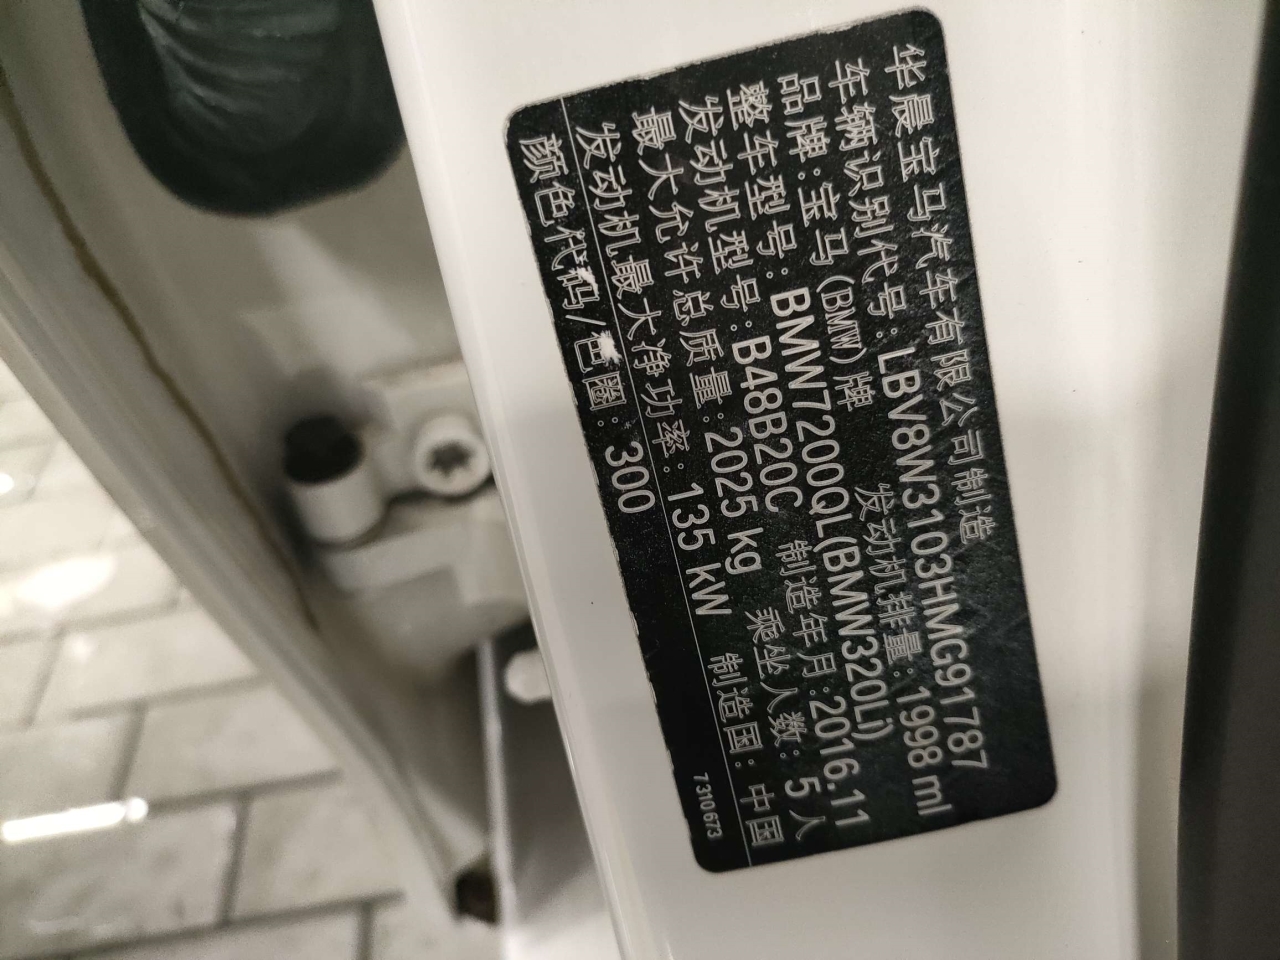 华晨宝马汽车有限公司制造
车辆识别代号: LBV8W3103HMG91787
品牌: 宝马 (BMW) 牌 发动机排量: 1998 ml
整车型号: BMW7200QL(BMW320Li)
发动机型号: B48B20C 制造年月: 2016.11
最大允许总质量: 2025 kg 乘坐人数: 5人
发动机最大净功率: 135 kW 制造国: 中国
颜色代码/色圈: 300 7310673